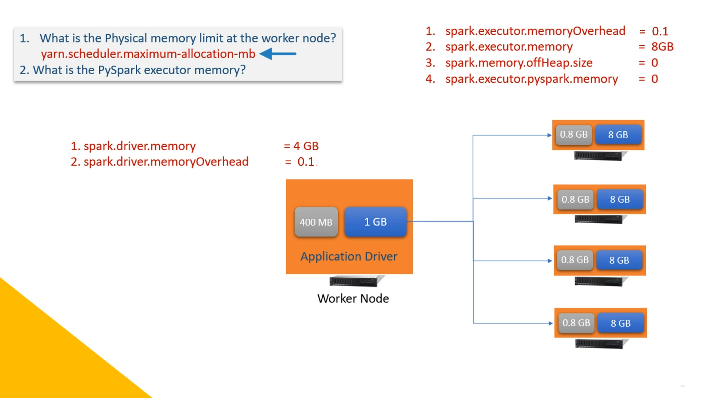 1. What is the Physical memory limit at the worker node?
yarn.scheduler.maximum-allocation-mb
2. What is the PySpark executor memory?
1. spark.executor.memoryOverhead = 0.1
2. spark.executor.memory = 8GB
3. spark.memory.offHeap.size = 0
4. spark.executor.pyspark.memory = 0
1. spark.driver.memory = 4 GB
2. spark.driver.memoryOverhead = 0.1
400 MB 1 GB
Application Driver
Worker Node
0.8 GB 8 GB
0.8 GB 8 GB
0.8 GB 8 GB
0.8 GB 8 GB